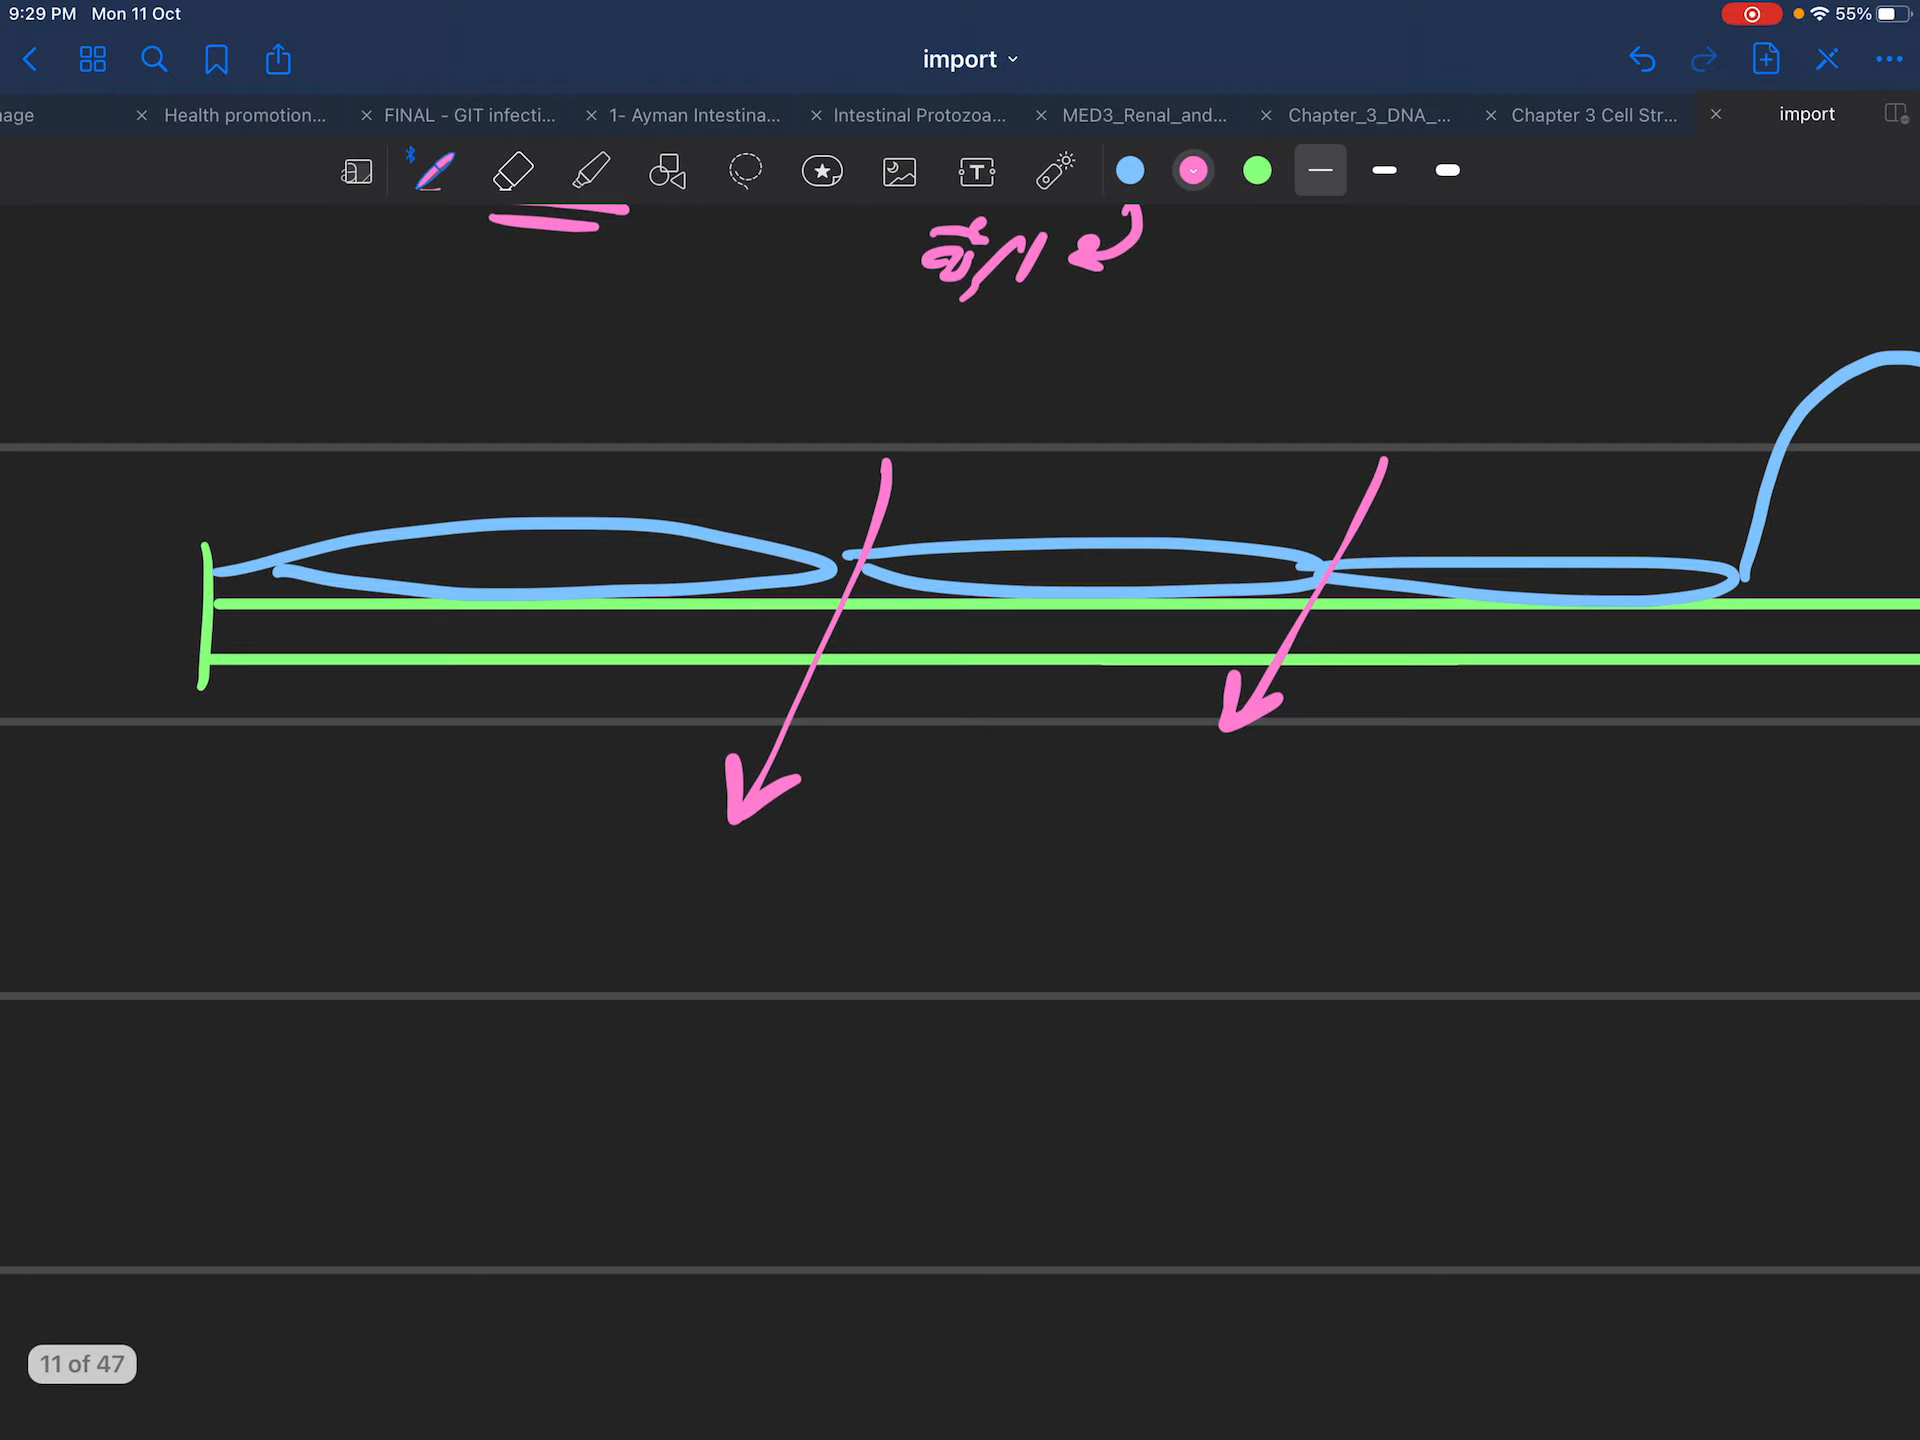 9:29 PM Mon 11 Oct 55%
import
age
Health promotion...
FINAL - GIT infecti...
1- Ayman Intestina...
Intestinal Protozoa...
MED3_Renal_and...
Chapter_3_DNA_...
Chapter 3 Cell Str...
import
11 of 47